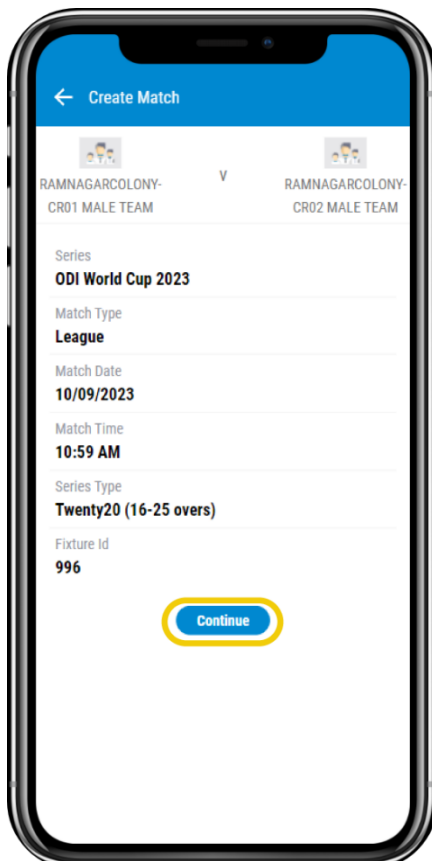 Create Match
RAMNAGARCOLONY-
CR01 MALE TEAM
V
RAMNAGARCOLONY-
CR02 MALE TEAM
Series
ODI World Cup 2023
Match Type
League
Match Date
10/09/2023
Match Time
10:59 AM
Series Type
Twenty20 (16-25 overs)
Fixture Id
996
Continue